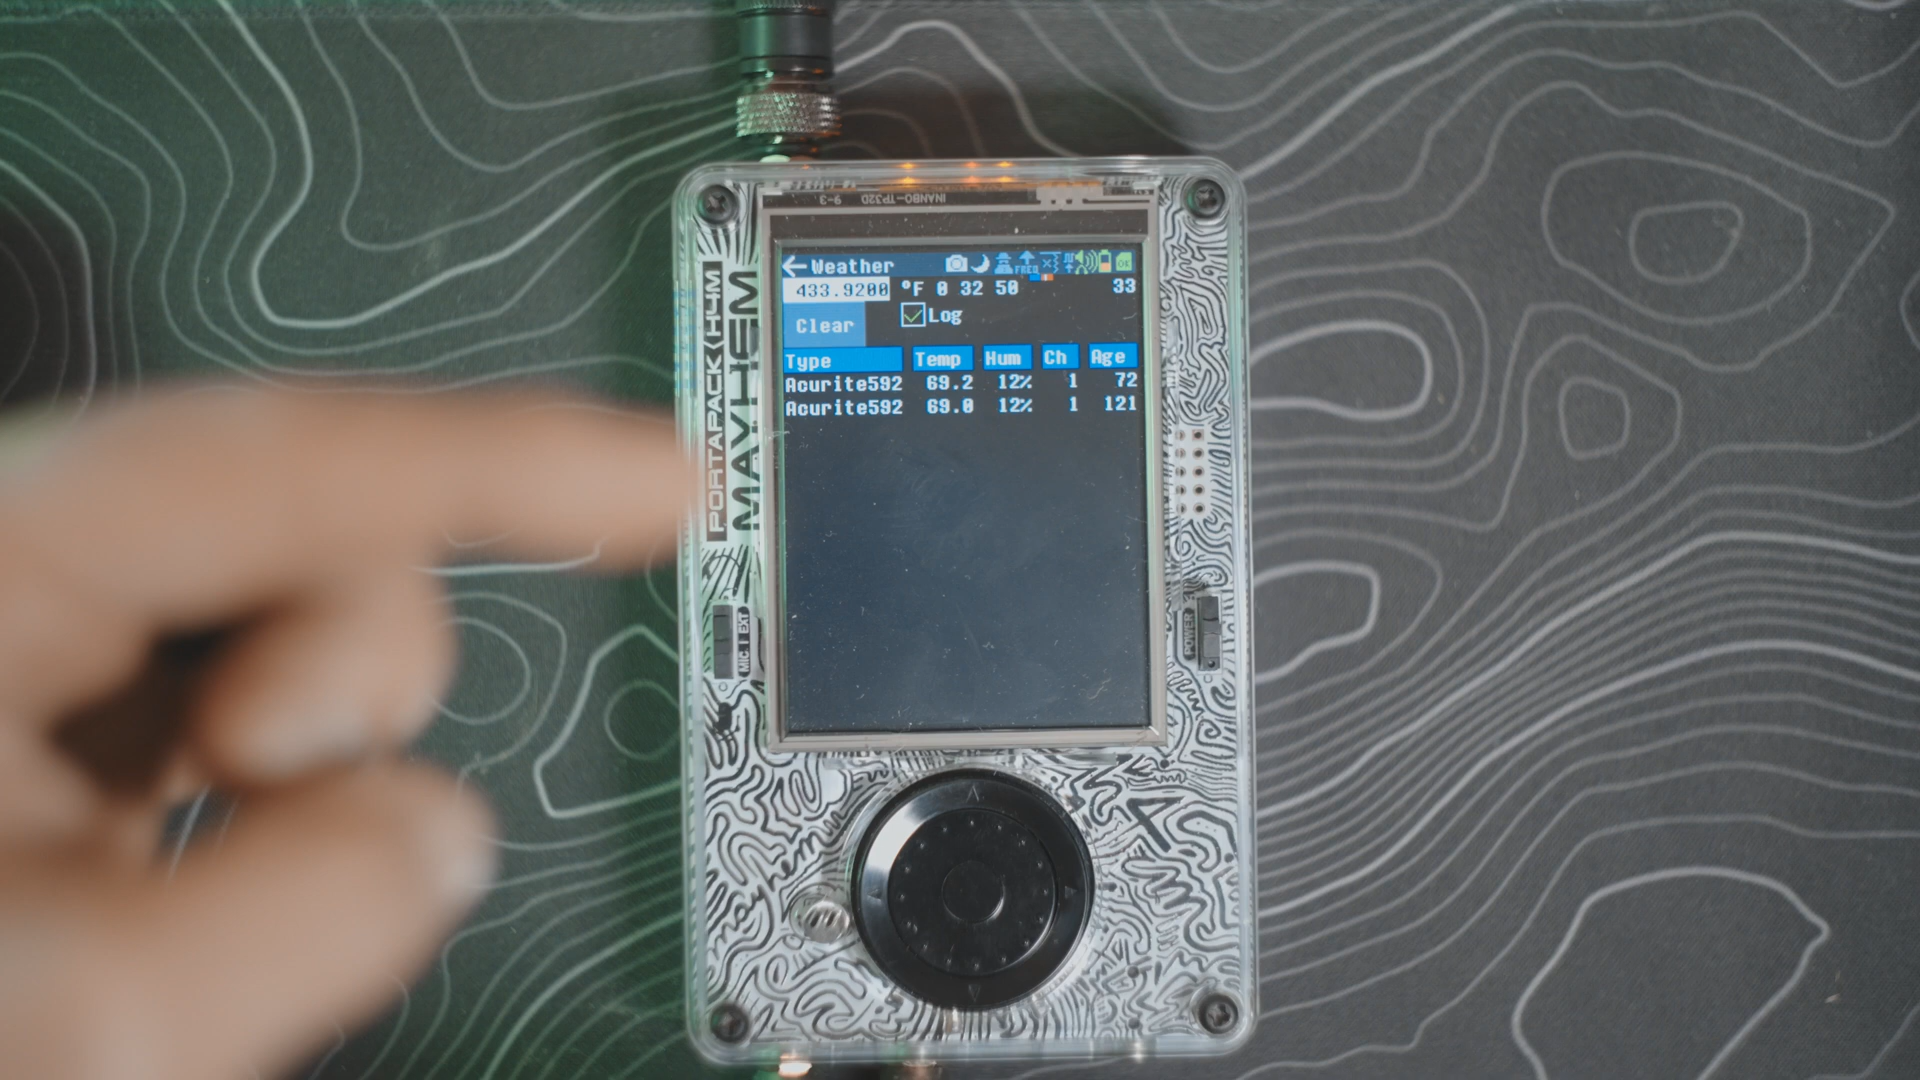 9-3 INANBO-TP32D
Weather
FREQ
433.9200 °F 0 32 50 33
Clear
Log
Type Temp Hum Ch Age
Acurite592 69.2 12% 1 72
Acurite592 69.0 12% 1 121
PORTAPACK(H4M
MAYHEM
MIC. EXT
POWER
mayhem